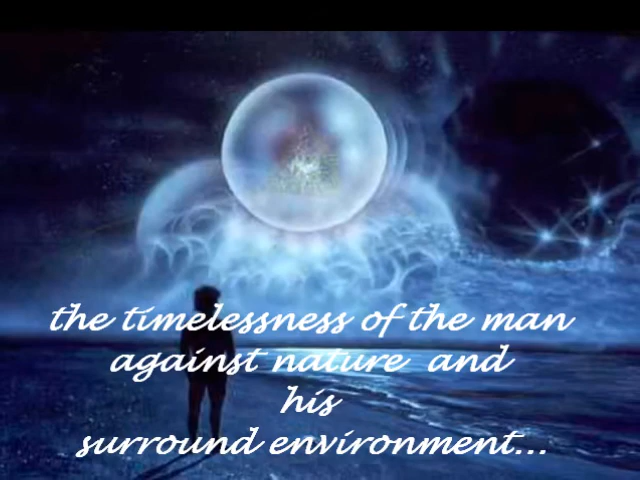 the timelessness of the man
against nature and
his
surround environment...